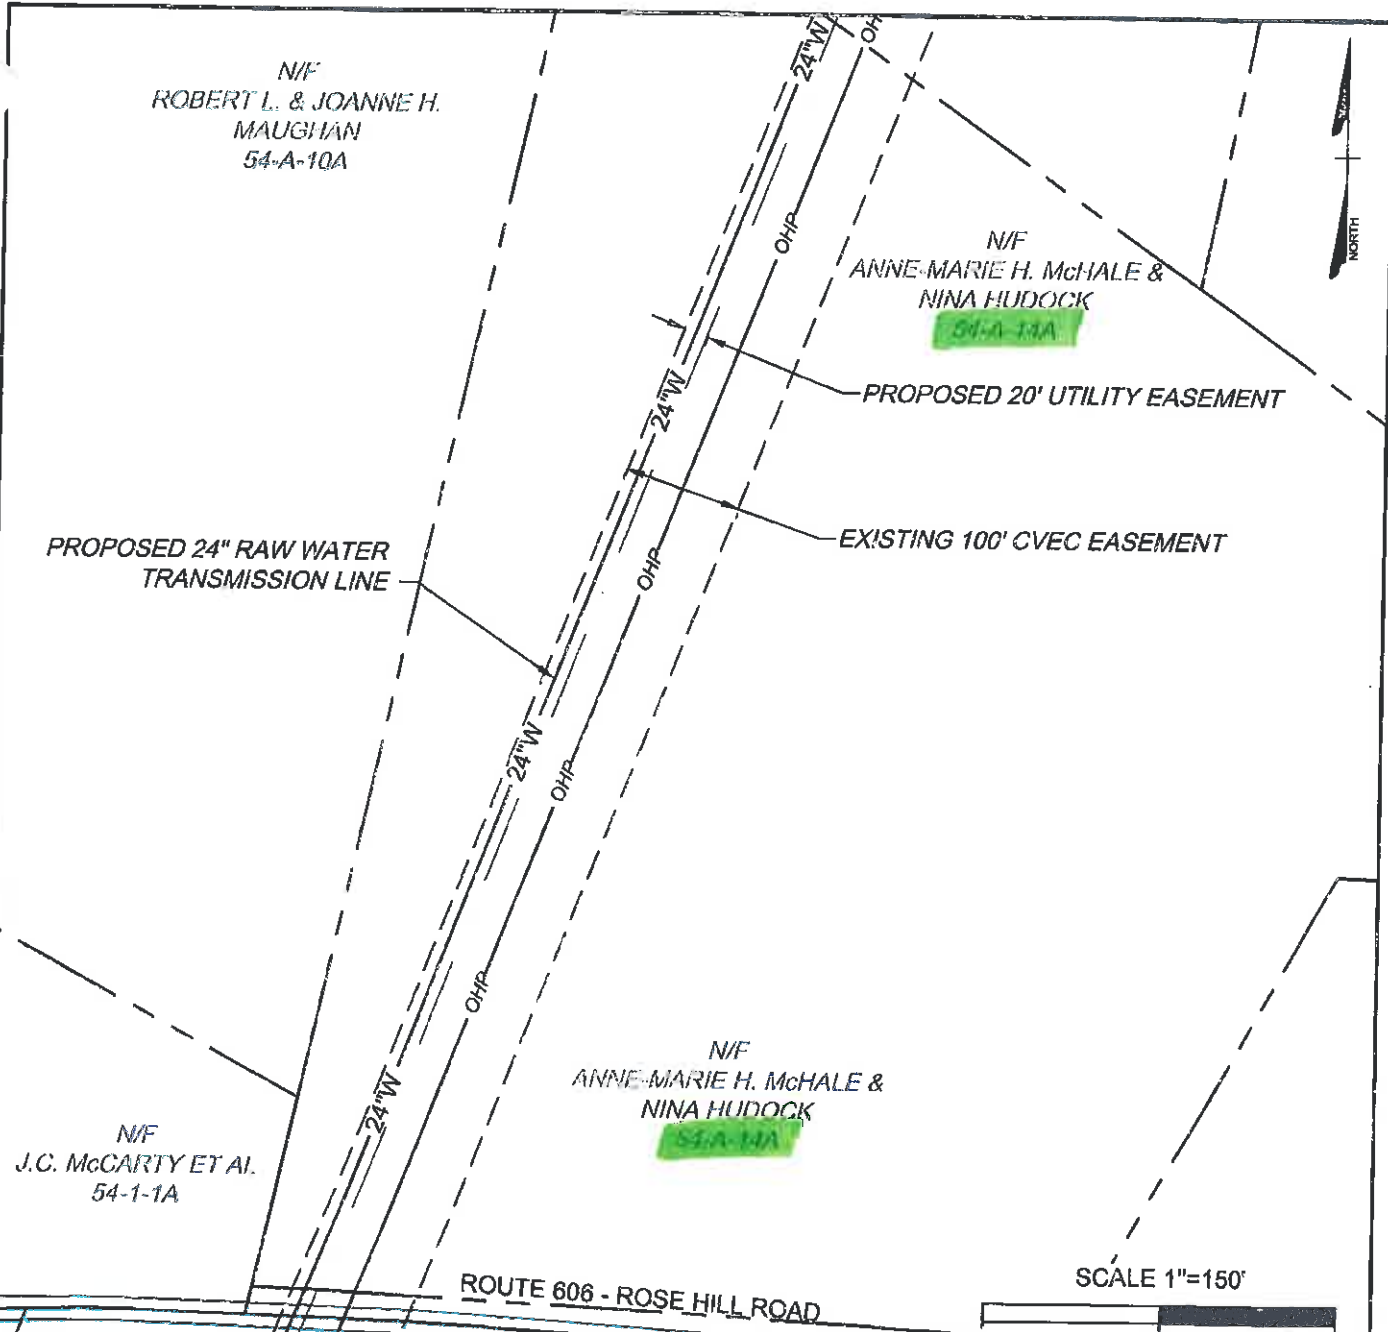 24"W
OH
N/F
ROBERT L. & JOANNE H.
MAUGHAN
54-A-10A
OHP
NORTH
N/F
ANNE-MARIE H. McHALE &
NINA HUDOCK
54-A-14A
24"W
PROPOSED 20' UTILITY EASEMENT
PROPOSED 24" RAW WATER
TRANSMISSION LINE
EXISTING 100' CVEC EASEMENT
OHP
24"W
OHP
OHP
N/F
ANNE-MARIE H. McHALE &
NINA HUDOCK
54-A-14A
24"W
N/F
J.C. McCARTY ET AL.
54-1-1A
ROUTE 606 - ROSE HILL ROAD
SCALE 1"=150'